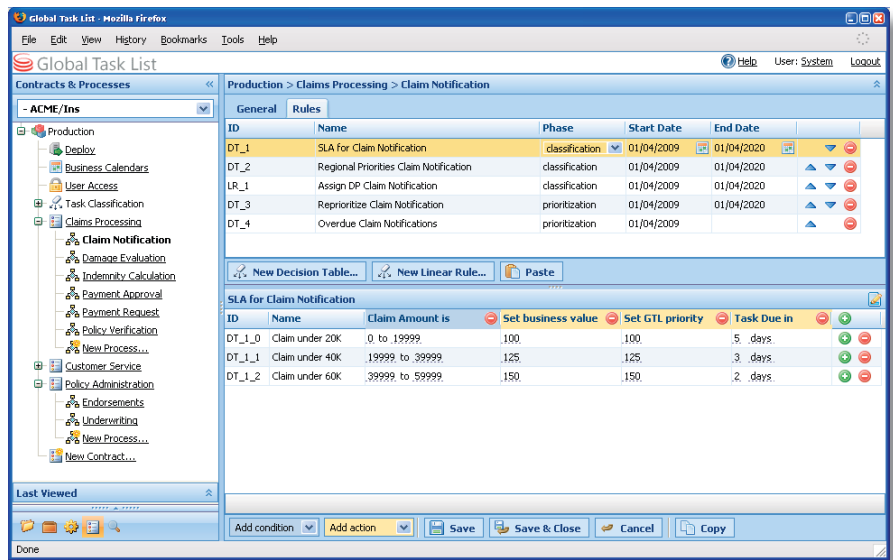 Global Task List - Mozilla Firefox
File Edit View History Bookmarks Tools Help
Global Task List
Help User: System Logout
Contracts & Processes
- ACME/Ins
Production
Deploy
Business Calendars
User Access
Task Classification
Claims Processing
Claim Notification
Damage Evaluation
Indemnity Calculation
Payment Approval
Payment Request
Policy Verification
New Process...
Customer Service
Policy Administration
Endorsements
Underwriting
New Process...
New Contract...
Last Viewed
Production > Claims Processing > Claim Notification
General Rules
ID Name Phase Start Date End Date
DT_1 SLA for Claim Notification classification 01/04/2009 01/04/2020
DT_2 Regional Priorities Claim Notification classification 01/04/2009 01/04/2020
LR_1 Assign DP Claim Notification classification 01/04/2009 01/04/2020
DT_3 Reprioritize Claim Notification prioritization 01/04/2009 01/04/2020
DT_4 Overdue Claim Notifications prioritization 01/04/2009
New Decision Table... New Linear Rule... Paste
SLA for Claim Notification
ID Name Claim Amount is Set business value Set GTL priority Task Due in
DT_1_0 Claim under 20K 0 to 19999 100 100 5 days
DT_1_1 Claim under 40K 19999 to 39999 125 125 3 days
DT_1_2 Claim under 60K 39999 to 59999 150 150 2 days
Add condition Add action Save Save & Close Cancel Copy
Done